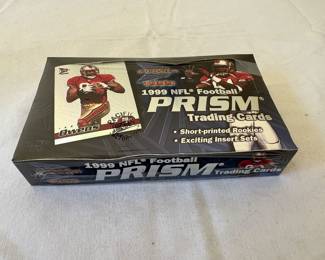 1999 NFL® Football
PRISM®
Trading Cards
• Short-printed Rookies
• Exciting Insert Sets
Owens
1999 NFL® Football
PRISM®
Trading Cards